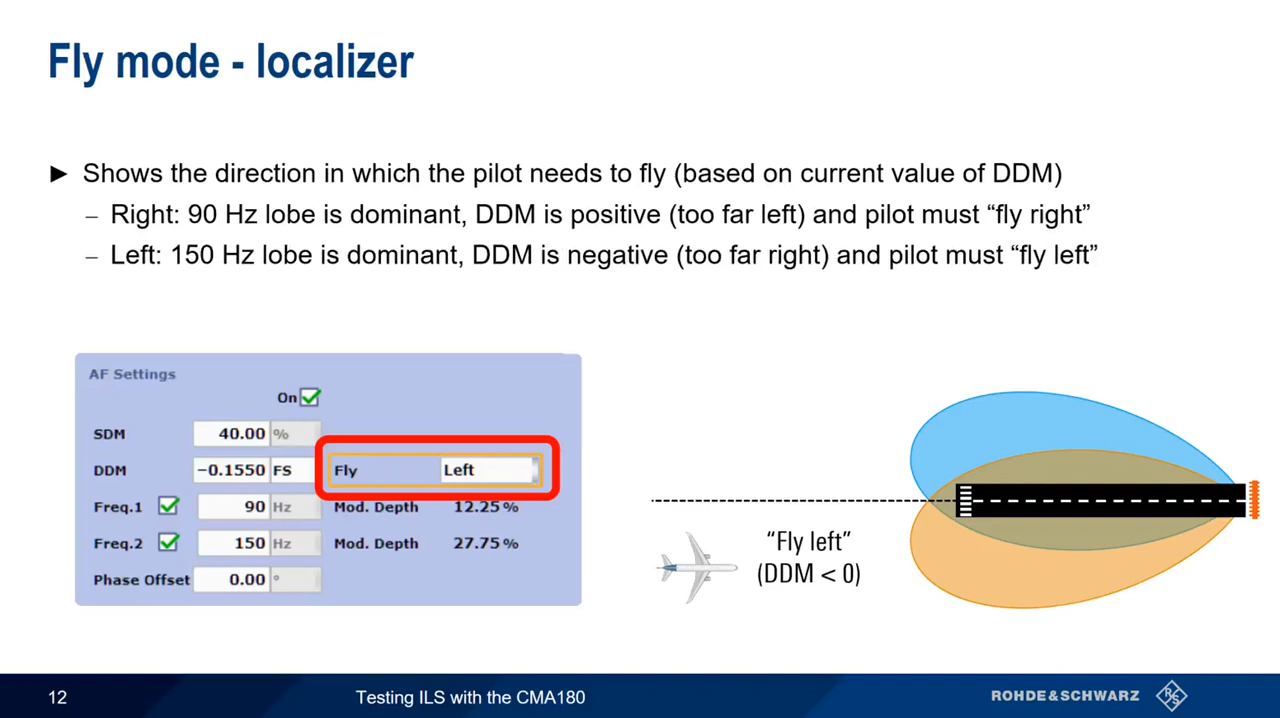 Fly mode - localizer
► Shows the direction in which the pilot needs to fly (based on current value of DDM)
– Right: 90 Hz lobe is dominant, DDM is positive (too far left) and pilot must “fly right”
– Left: 150 Hz lobe is dominant, DDM is negative (too far right) and pilot must “fly left”
AF Settings
On
SDM 40.00 %
DDM −0.1550 FS Fly Left
Freq.1 90 Hz Mod. Depth 12.25 %
Freq.2 150 Hz Mod. Depth 27.75 %
Phase Offset 0.00 °
“Fly left”
(DDM < 0)
12 Testing ILS with the CMA180 ROHDE&SCHWARZ R&S